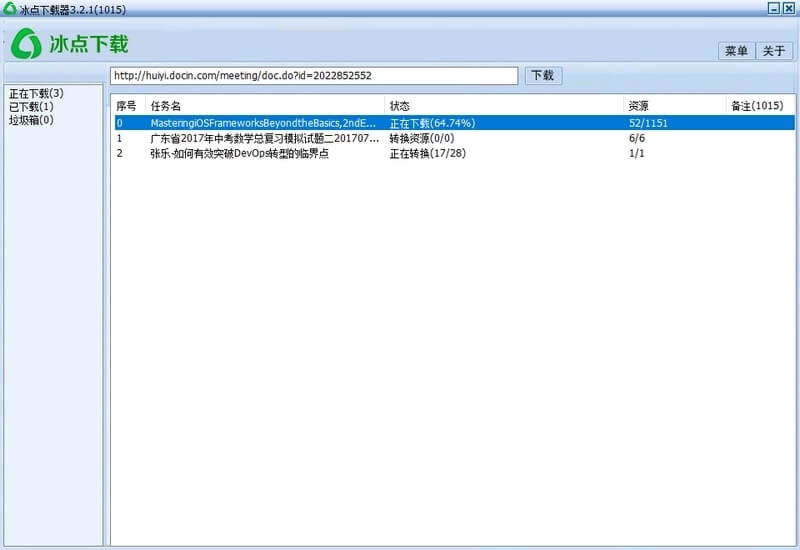 冰点下载器3.2.1(1015)
冰点下载
菜单 关于
http://huiyi.docin.com/meeting/doc.do?id=2022852552 下载
正在下载(3)
已下载(1)
垃圾箱(0)
序号 任务名 状态 资源 备注(1015)
0 MasteringiOSFrameworksBeyondtheBasics,2ndE... 正在下载(64.74%) 52/1151
1 广东省2017年中考数学总复习模拟试题二201707... 转换资源(0/0) 6/6
2 张乐-如何有效突破DevOps转型的临界点 正在转换(17/28) 1/1